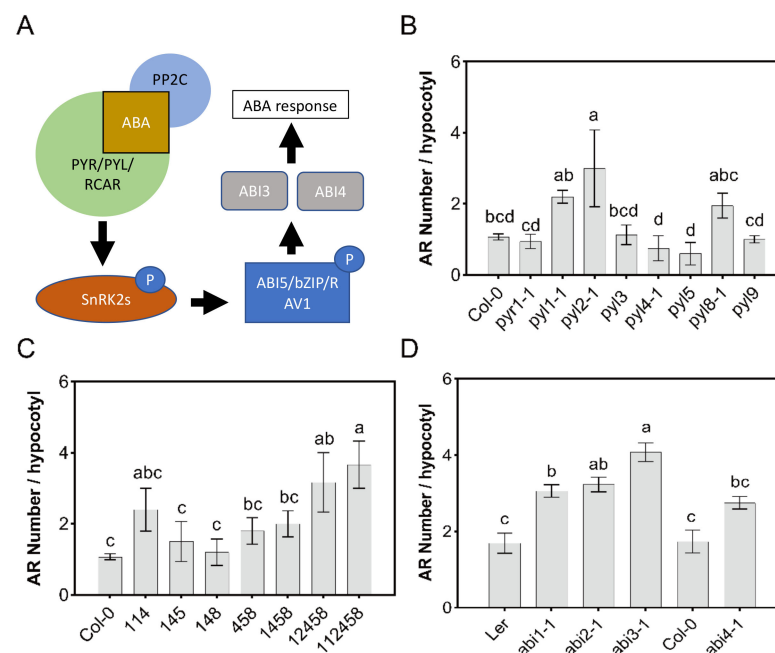 A
PP2C
ABA
PYR/PYL/
RCAR
ABA response
ABI3
ABI4
P
SnRK2s
P
ABI5/bZIP/R
AV1
B
AR Number / hypocotyl
6
4
2
0
bcd
cd
ab
a
bcd
d
d
abc
cd
Col-0
pyr1-1
pyl1-1
pyl2-1
pyl3
pyl4-1
pyl5
pyl8-1
pyl9
C
AR Number / hypocotyl
6
4
2
0
c
abc
c
c
bc
bc
ab
a
Col-0
114
145
148
458
1458
12458
112458
D
AR Number / hypocotyl
6
4
2
0
c
b
ab
a
c
bc
Ler
abi1-1
abi2-1
abi3-1
Col-0
abi4-1